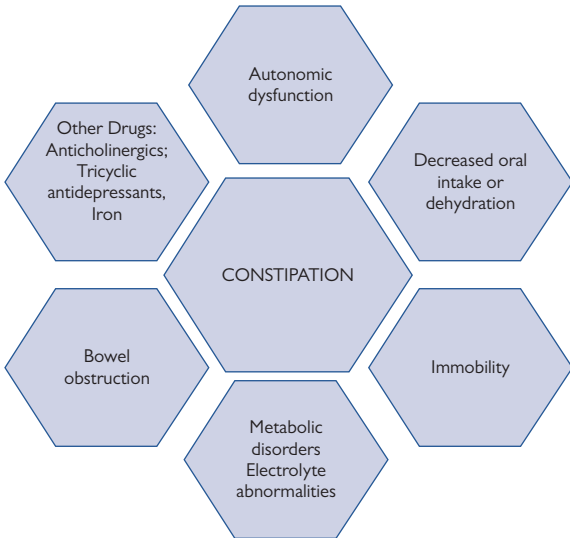 Autonomic
dysfunction
Other Drugs:
Anticholinergics;
Tricyclic
antidepressants,
Iron
Decreased oral
intake or
dehydration
CONSTIPATION
Bowel
obstruction
Immobility
Metabolic
disorders
Electrolyte
abnormalities